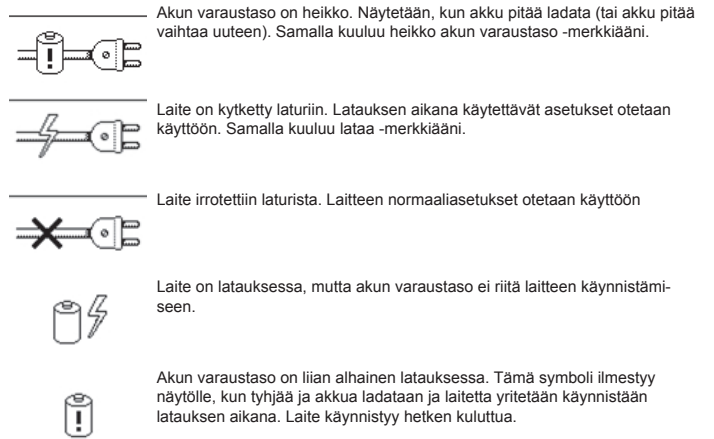 Akun varaustaso on heikko. Näytetään, kun akku pitää ladata (tai akku pitää
vaihtaa uuteen). Samalla kuuluu heikko akun varaustaso -merkkiääni.
Laite on kytketty laturiin. Latauksen aikana käytettävät asetukset otetaan
käyttöön. Samalla kuuluu lataa -merkkiääni.
Laite irrotettiin laturista. Laitteen normaaliasetukset otetaan käyttöön
Laite on latauksessa, mutta akun varaustaso ei riitä laitteen käynnistämi-
seen.
Akun varaustaso on liian alhainen latauksessa. Tämä symboli ilmestyy
näytölle, kun tyhjää ja akkua ladataan ja laitetta yritetään käynnistään
latauksen aikana. Laite käynnistyy hetken kuluttua.